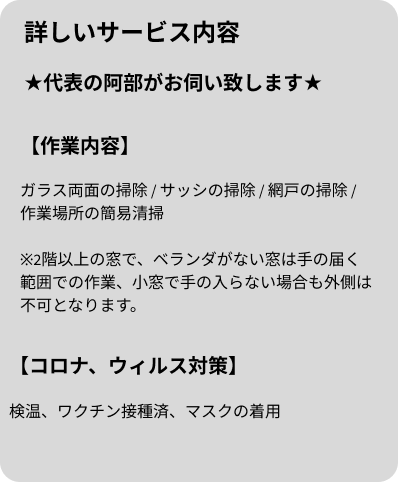 詳しいサービス内容
★代表の阿部がお伺い致します★
【作業内容】
ガラス両面の掃除 / サッシの掃除 / 網戸の掃除 /
作業場所の簡易清掃
※2階以上の窓で、ベランダがない窓は手の届く
範囲での作業、小窓で手の入らない場合も外側は
不可となります。
【コロナ、ウィルス対策】
検温、ワクチン接種済、マスクの着用